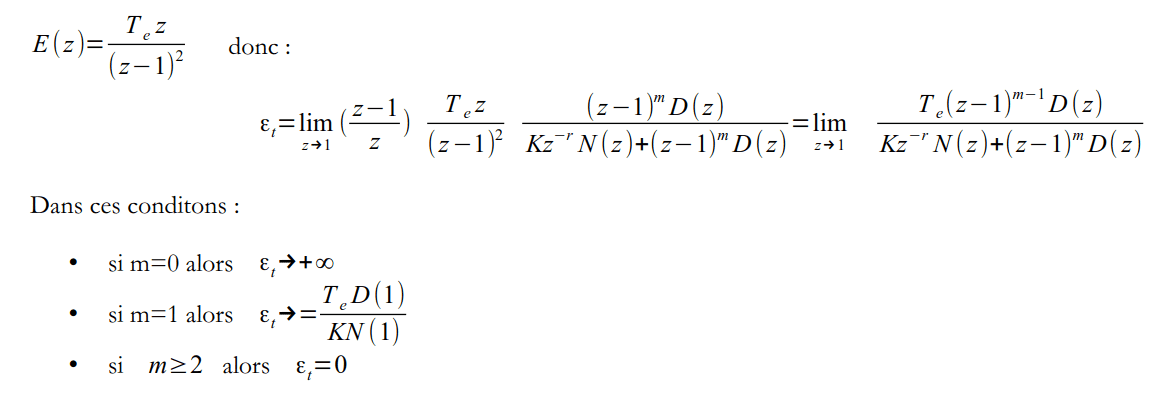 E(z)=T_e z/(z−1)² donc :
ε_t=lim_{z→1} (z−1/z) T_e z/(z−1)² (z−1)^m D(z)/(Kz^{−r} N(z)+(z−1)^m D(z)) =lim_{z→1} T_e(z−1)^{m−1} D(z)/(Kz^{−r} N(z)+(z−1)^m D(z))
Dans ces conditons :
• si m=0 alors ε_t→+∞
• si m=1 alors ε_t→=T_e D(1)/KN(1)
• si m≥2 alors ε_t=0